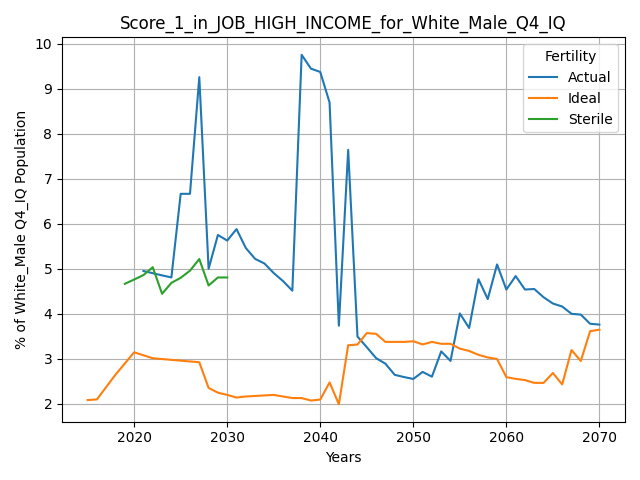 Score_1_in_JOB_HIGH_INCOME_for_White_Male_Q4_IQ
Fertility
Actual
Ideal
Sterile
% of White_Male Q4_IQ Population
10
9
8
7
6
5
4
3
2
2020 2030 2040 2050 2060 2070
Years